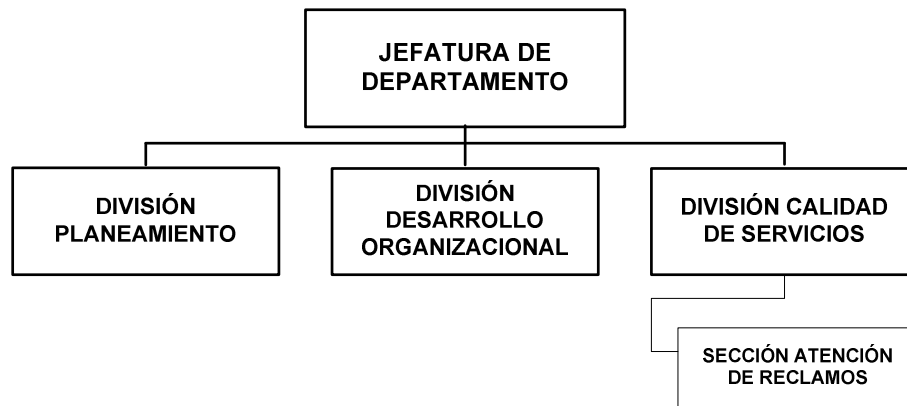 JEFATURA DE
DEPARTAMENTO
DIVISIÓN
PLANEAMIENTO
DIVISIÓN
DESARROLLO
ORGANIZACIONAL
DIVISIÓN CALIDAD
DE SERVICIOS
SECCIÓN ATENCIÓN
DE RECLAMOS